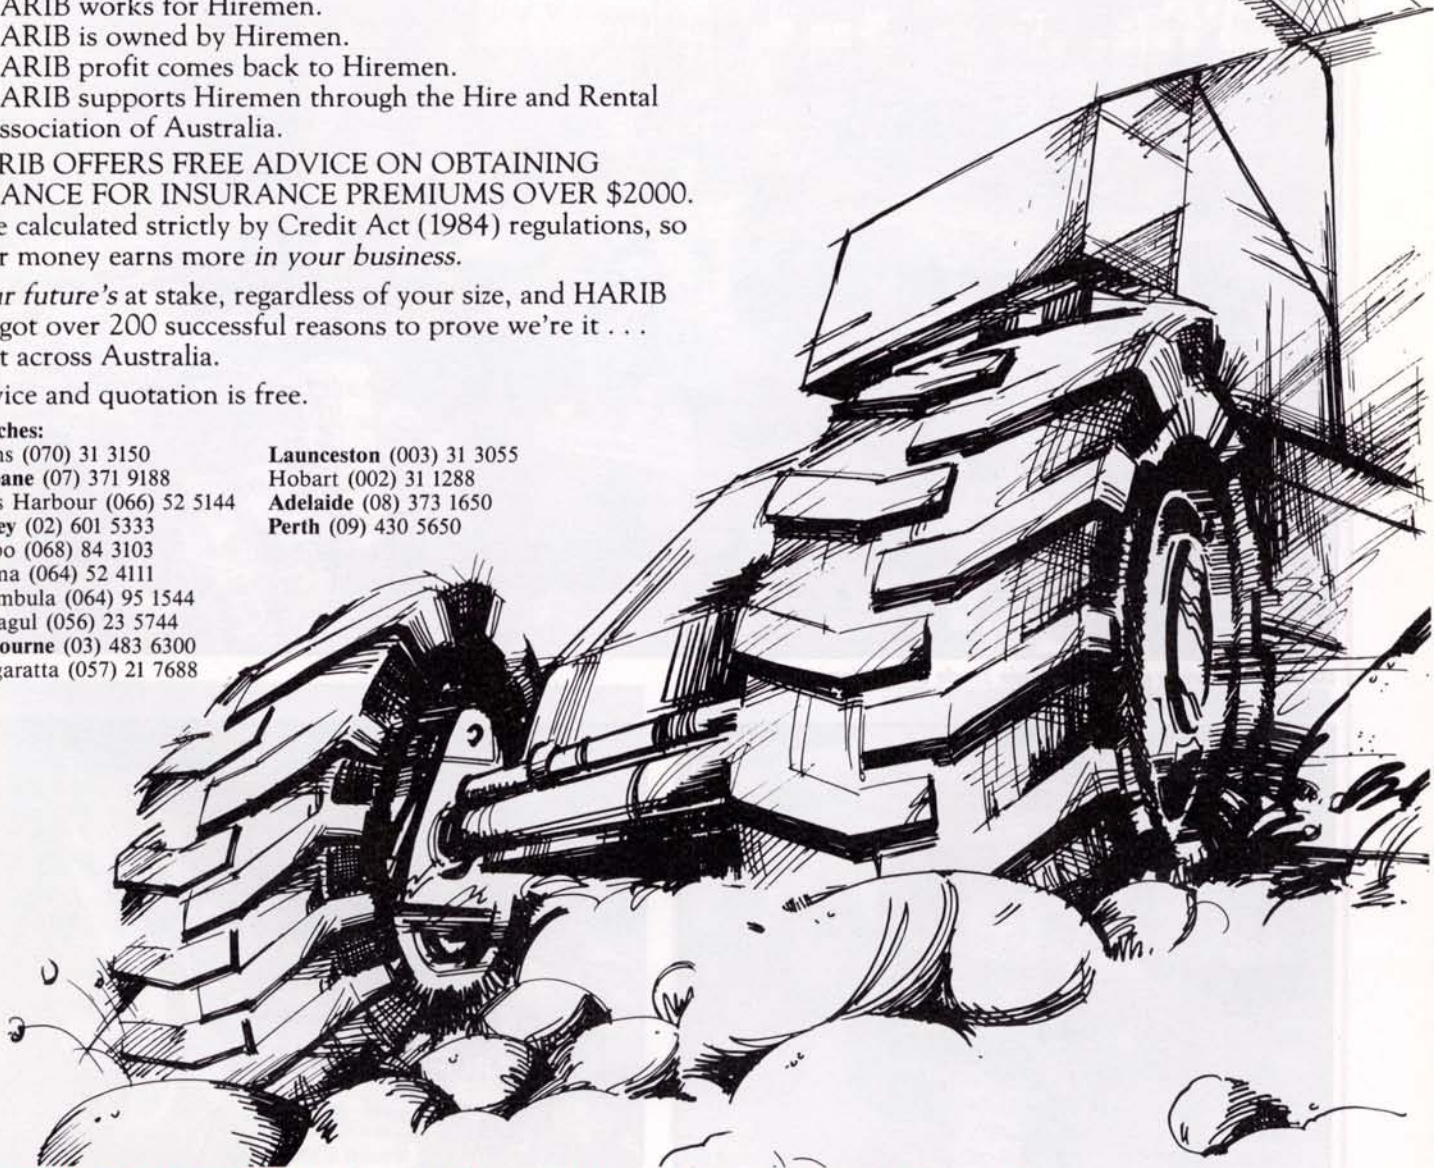 ARIB works for Hiremen.
ARIB is owned by Hiremen.
ARIB profit comes back to Hiremen.
ARIB supports Hiremen through the Hire and Rental
ssociation of Australia.
RIB OFFERS FREE ADVICE ON OBTAINING
ANCE FOR INSURANCE PREMIUMS OVER $2000.
e calculated strictly by Credit Act (1984) regulations, so
r money earns more in your business.
ur future's at stake, regardless of your size, and HARIB
got over 200 successful reasons to prove we're it . . .
t across Australia.
vice and quotation is free.
ches:
ns (070) 31 3150
bane (07) 371 9188
s Harbour (066) 52 5144
ey (02) 601 5333
bo (068) 84 3103
ma (064) 52 4111
mbula (064) 95 1544
agul (056) 23 5744
ourne (03) 483 6300
garatta (057) 21 7688
Launceston (003) 31 3055
Hobart (002) 31 1288
Adelaide (08) 373 1650
Perth (09) 430 5650